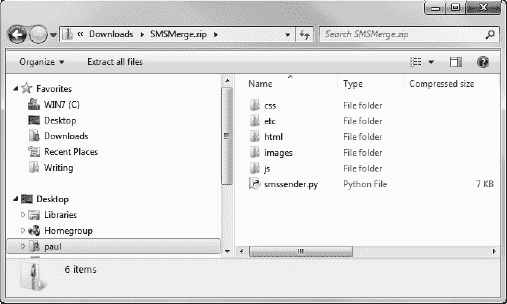 « Downloads ▸ SMSMerge.zip ▸
Search SMSMerge.zip
Organize ▾ Extract all files
Favorites
WIN7 (C)
Desktop
Downloads
Recent Places
Writing
Desktop
Libraries
Homegroup
paul
Name Type Compressed size
css File folder
etc File folder
html File folder
images File folder
js File folder
smssender.py Python File 7 KB
6 items